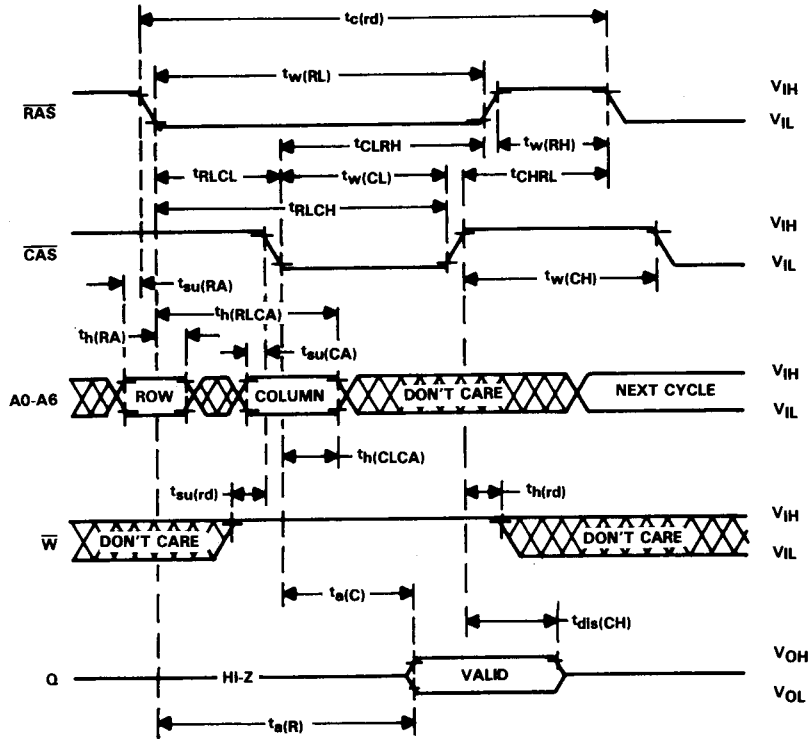 tc(rd)
tw(RL)
VIH
RAS
VIL
tCLRH
tw(RH)
tRLCL
tw(CL)
tCHRL
tRLCH
VIH
CAS
VIL
tsu(RA)
tw(CH)
th(RLCA)
th(RA)
tsu(CA)
VIH
A0-A6
ROW
COLUMN
DON'T CARE
NEXT CYCLE
VIL
th(CLCA)
tsu(rd)
th(rd)
VIH
W
DON'T CARE
DON'T CARE
VIL
ta(C)
tdis(CH)
VOH
Q
HI-Z
VALID
VOL
ta(R)